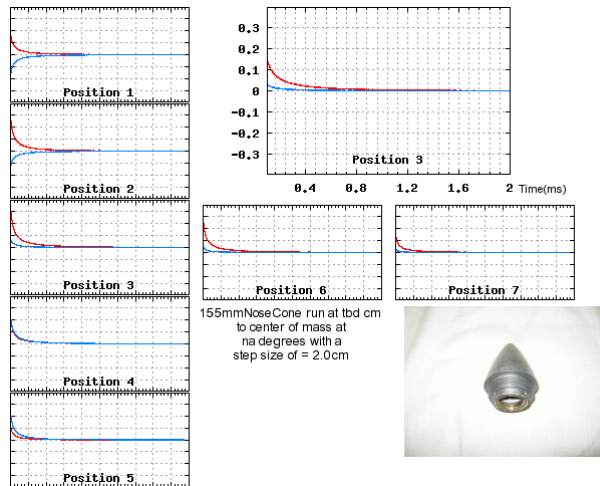 Position 1
Position 2
Position 3
Position 4
Position 5
0.4
0.3
0.2
0.1
0
-0.1
-0.2
-0.3
Position 3
0.4 0.8 1.2 1.6 2 Time(ms)
Position 6
Position 7
155mmNoseCone run at tbd cm
to center of mass at
na degrees with a
step size of = 2.0cm